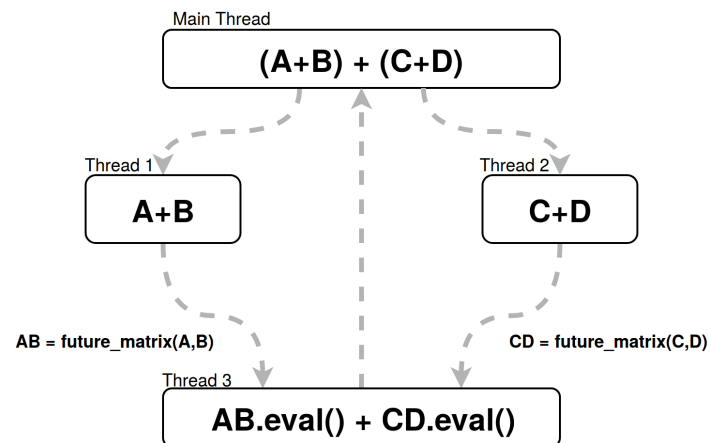 Main Thread
(A+B) + (C+D)
Thread 1
Thread 2
A+B
C+D
AB = future_matrix(A,B)
CD = future_matrix(C,D)
Thread 3
AB.eval() + CD.eval()